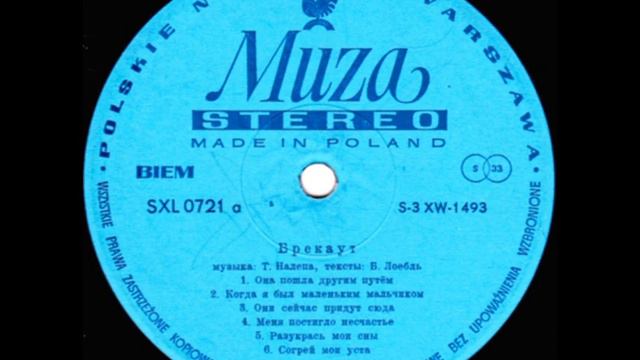 POLSKIE N WARSZAWA
Muza
STEREO
MADE IN POLAND
BIEM
S 33
SXL 0721 a
S-3 XW-1493
s
Брекаут
музыка: Т. Налепа, тексты: Б. Лоебль
1. Она пошла другим путём
2. Когда я был маленьким мальчиком
3. Они сейчас придут сюда
4. Меня постигло несчастье
5. Разукрась мои сны
6. Согрей мои уста
WSZYSTKIE PRAWA ZASTRZEŻONE
BEZ UPOWAŻNIENIA WZBRONIONE